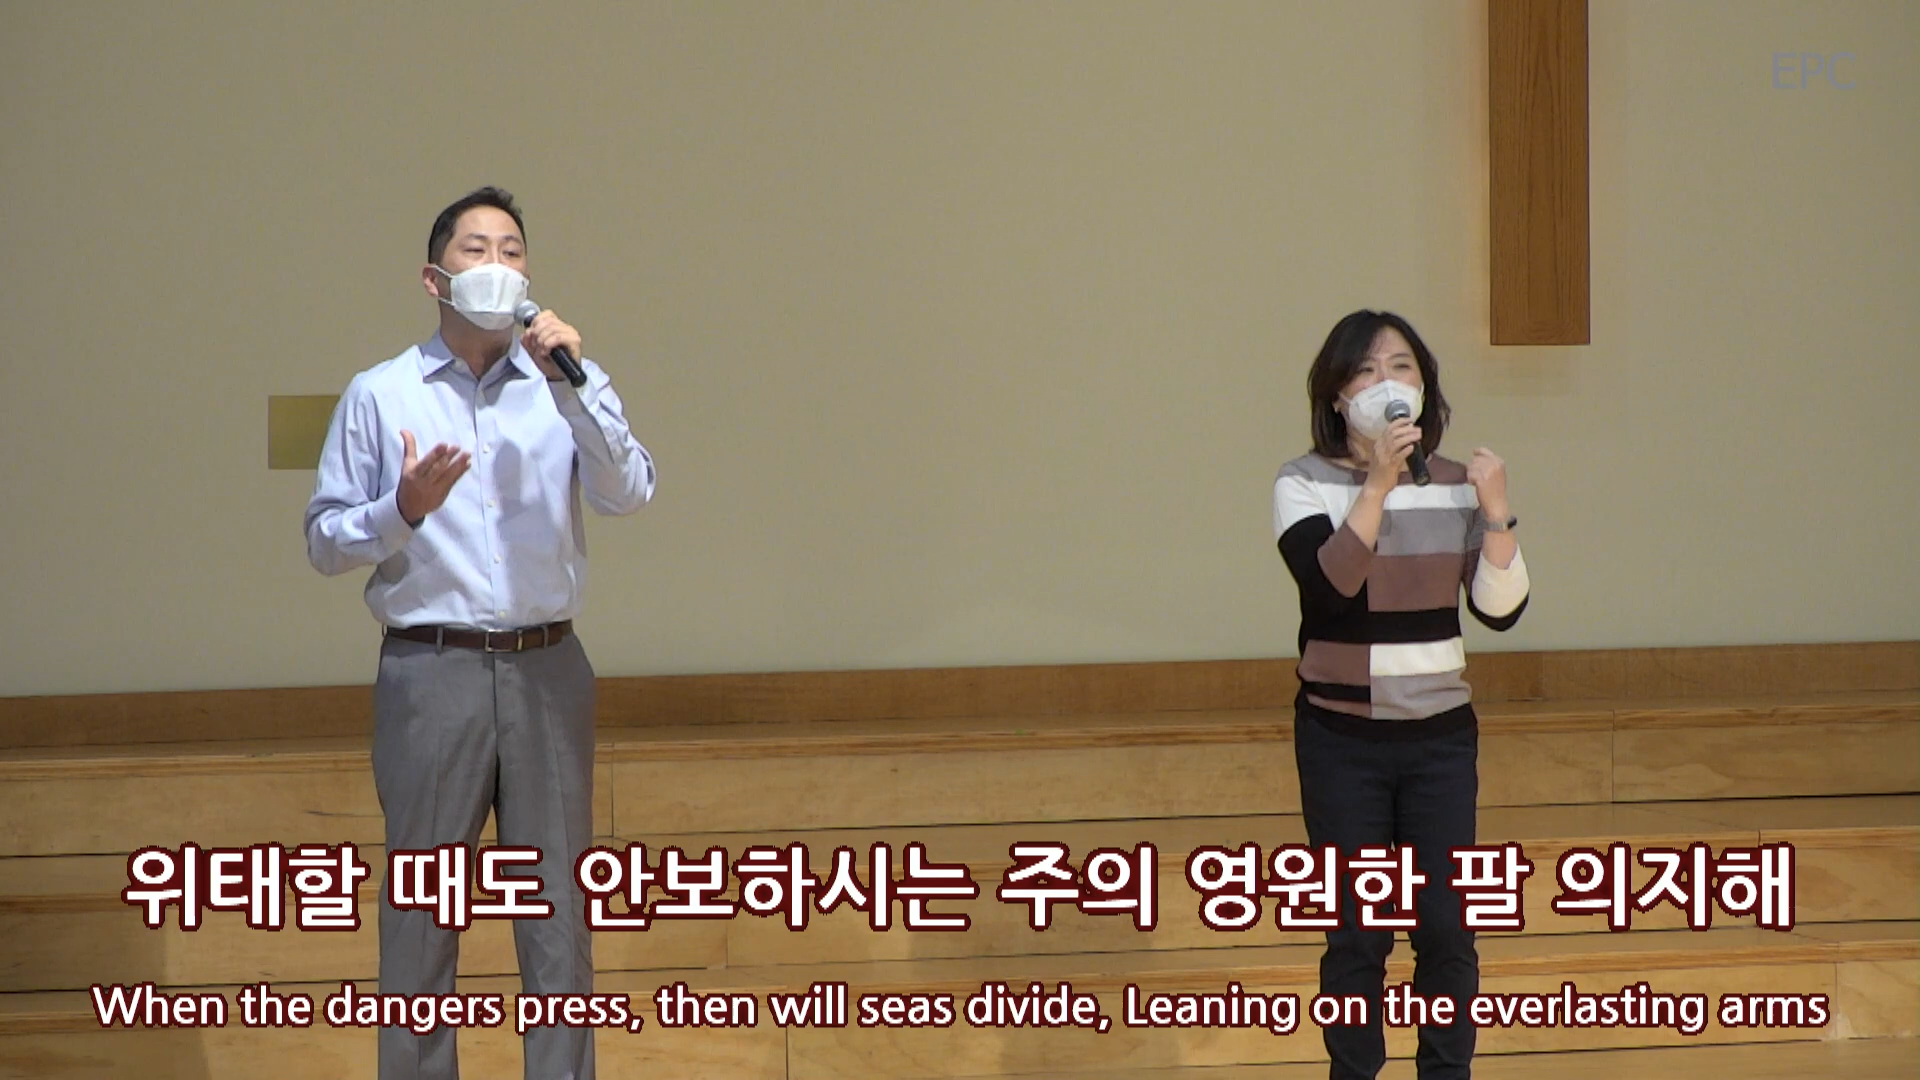 EPC
위태할 때도 안보하시는 주의 영원한 팔 의지해
When the dangers press, then will seas divide, Leaning on the everlasting arms